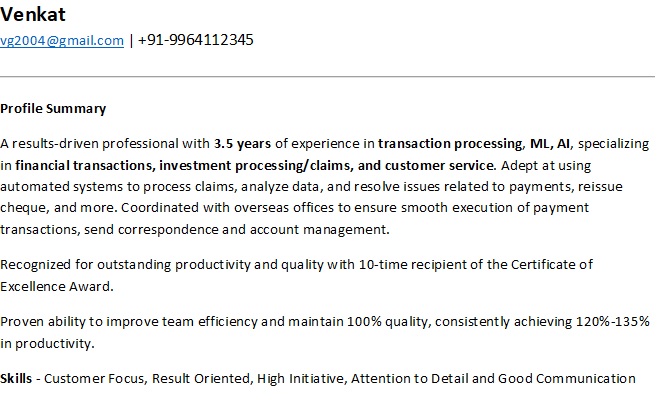 Venkat
vg2004@gmail.com | +91-9964112345
Profile Summary
A results-driven professional with 3.5 years of experience in transaction processing, ML, AI, specializing
in financial transactions, investment processing/claims, and customer service. Adept at using
automated systems to process claims, analyze data, and resolve issues related to payments, reissue
cheque, and more. Coordinated with overseas offices to ensure smooth execution of payment
transactions, send correspondence and account management.
Recognized for outstanding productivity and quality with 10-time recipient of the Certificate of
Excellence Award.
Proven ability to improve team efficiency and maintain 100% quality, consistently achieving 120%-135%
in productivity.
Skills - Customer Focus, Result Oriented, High Initiative, Attention to Detail and Good Communication